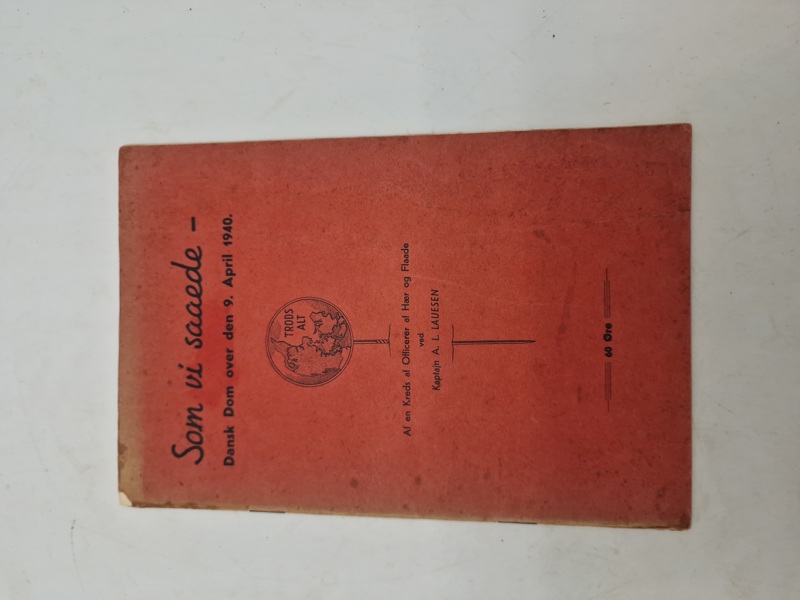 Som vi saaede –
Dansk Dom over den 9. April 1940.
TRODS
ALT
Af en Kreds af Officerer af Hær og Flaade
ved
Kaptajn A. L. LAUESEN
60 Øre